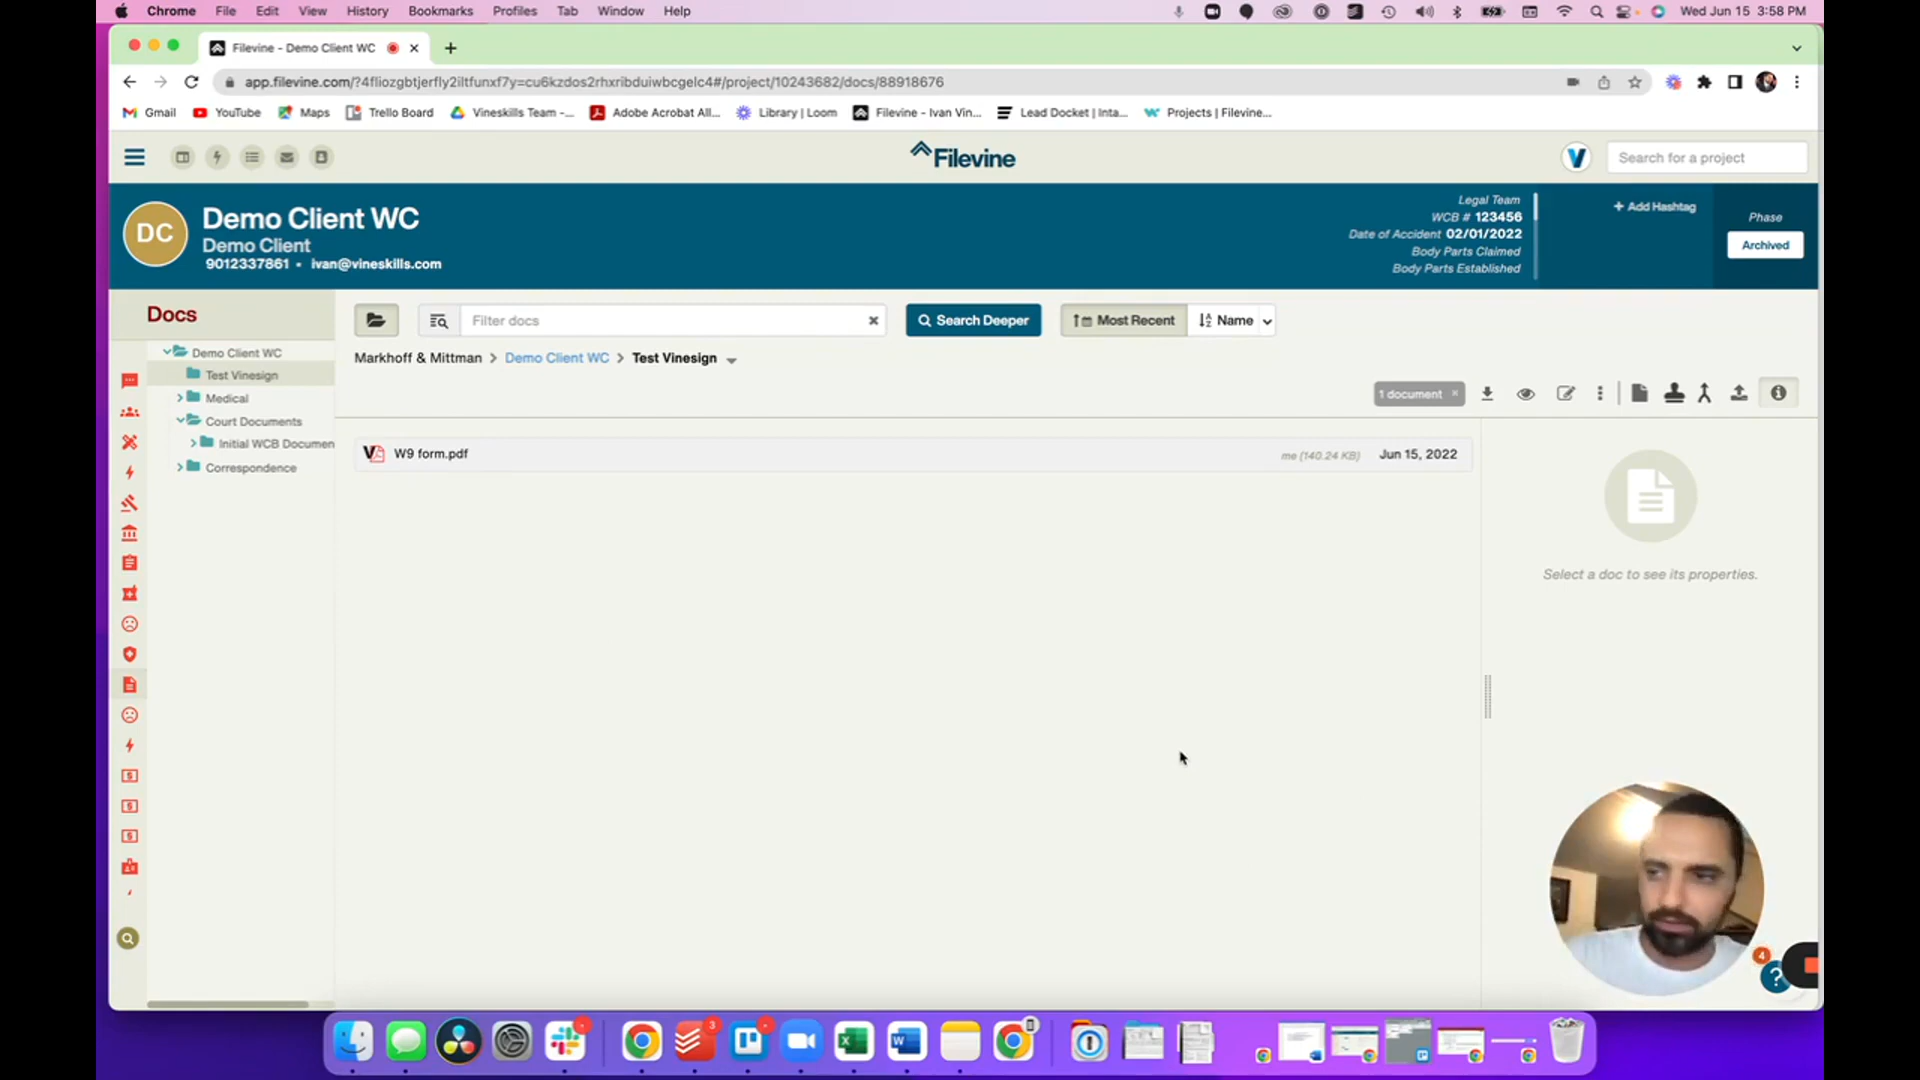 Chrome File Edit View History Bookmarks Profiles Tab Window Help Wed Jun 15 3:58 PM
Filevine - Demo Client WC
app.filevine.com/?4fliozgbtjerfly2iltfunxf7y=cu6kzdos2rhxribduiwbcgelc4#/project/10243682/docs/88918676
Gmail YouTube Maps Trello Board Vineskills Team -... Adobe Acrobat All... Library | Loom Filevine - Ivan Vin... Lead Docket | Inta... Projects | Filevine...
Filevine
V
Search for a project
DC
Demo Client WC
Demo Client
9012337861 • ivan@vineskills.com
Legal Team
WCB # 123456
Date of Accident 02/01/2022
Body Parts Claimed
Body Parts Established
+ Add Hashtag
Phase
Archived
Docs
Demo Client WC
Test Vinesign
Medical
Court Documents
Initial WCB Documen
Correspondence
Filter docs
Search Deeper
Most Recent
Name
Markhoff & Mittman > Demo Client WC > Test Vinesign
1 document ×
W9 form.pdf me (140.24 KB) Jun 15, 2022
Select a doc to see its properties.
4
?
3